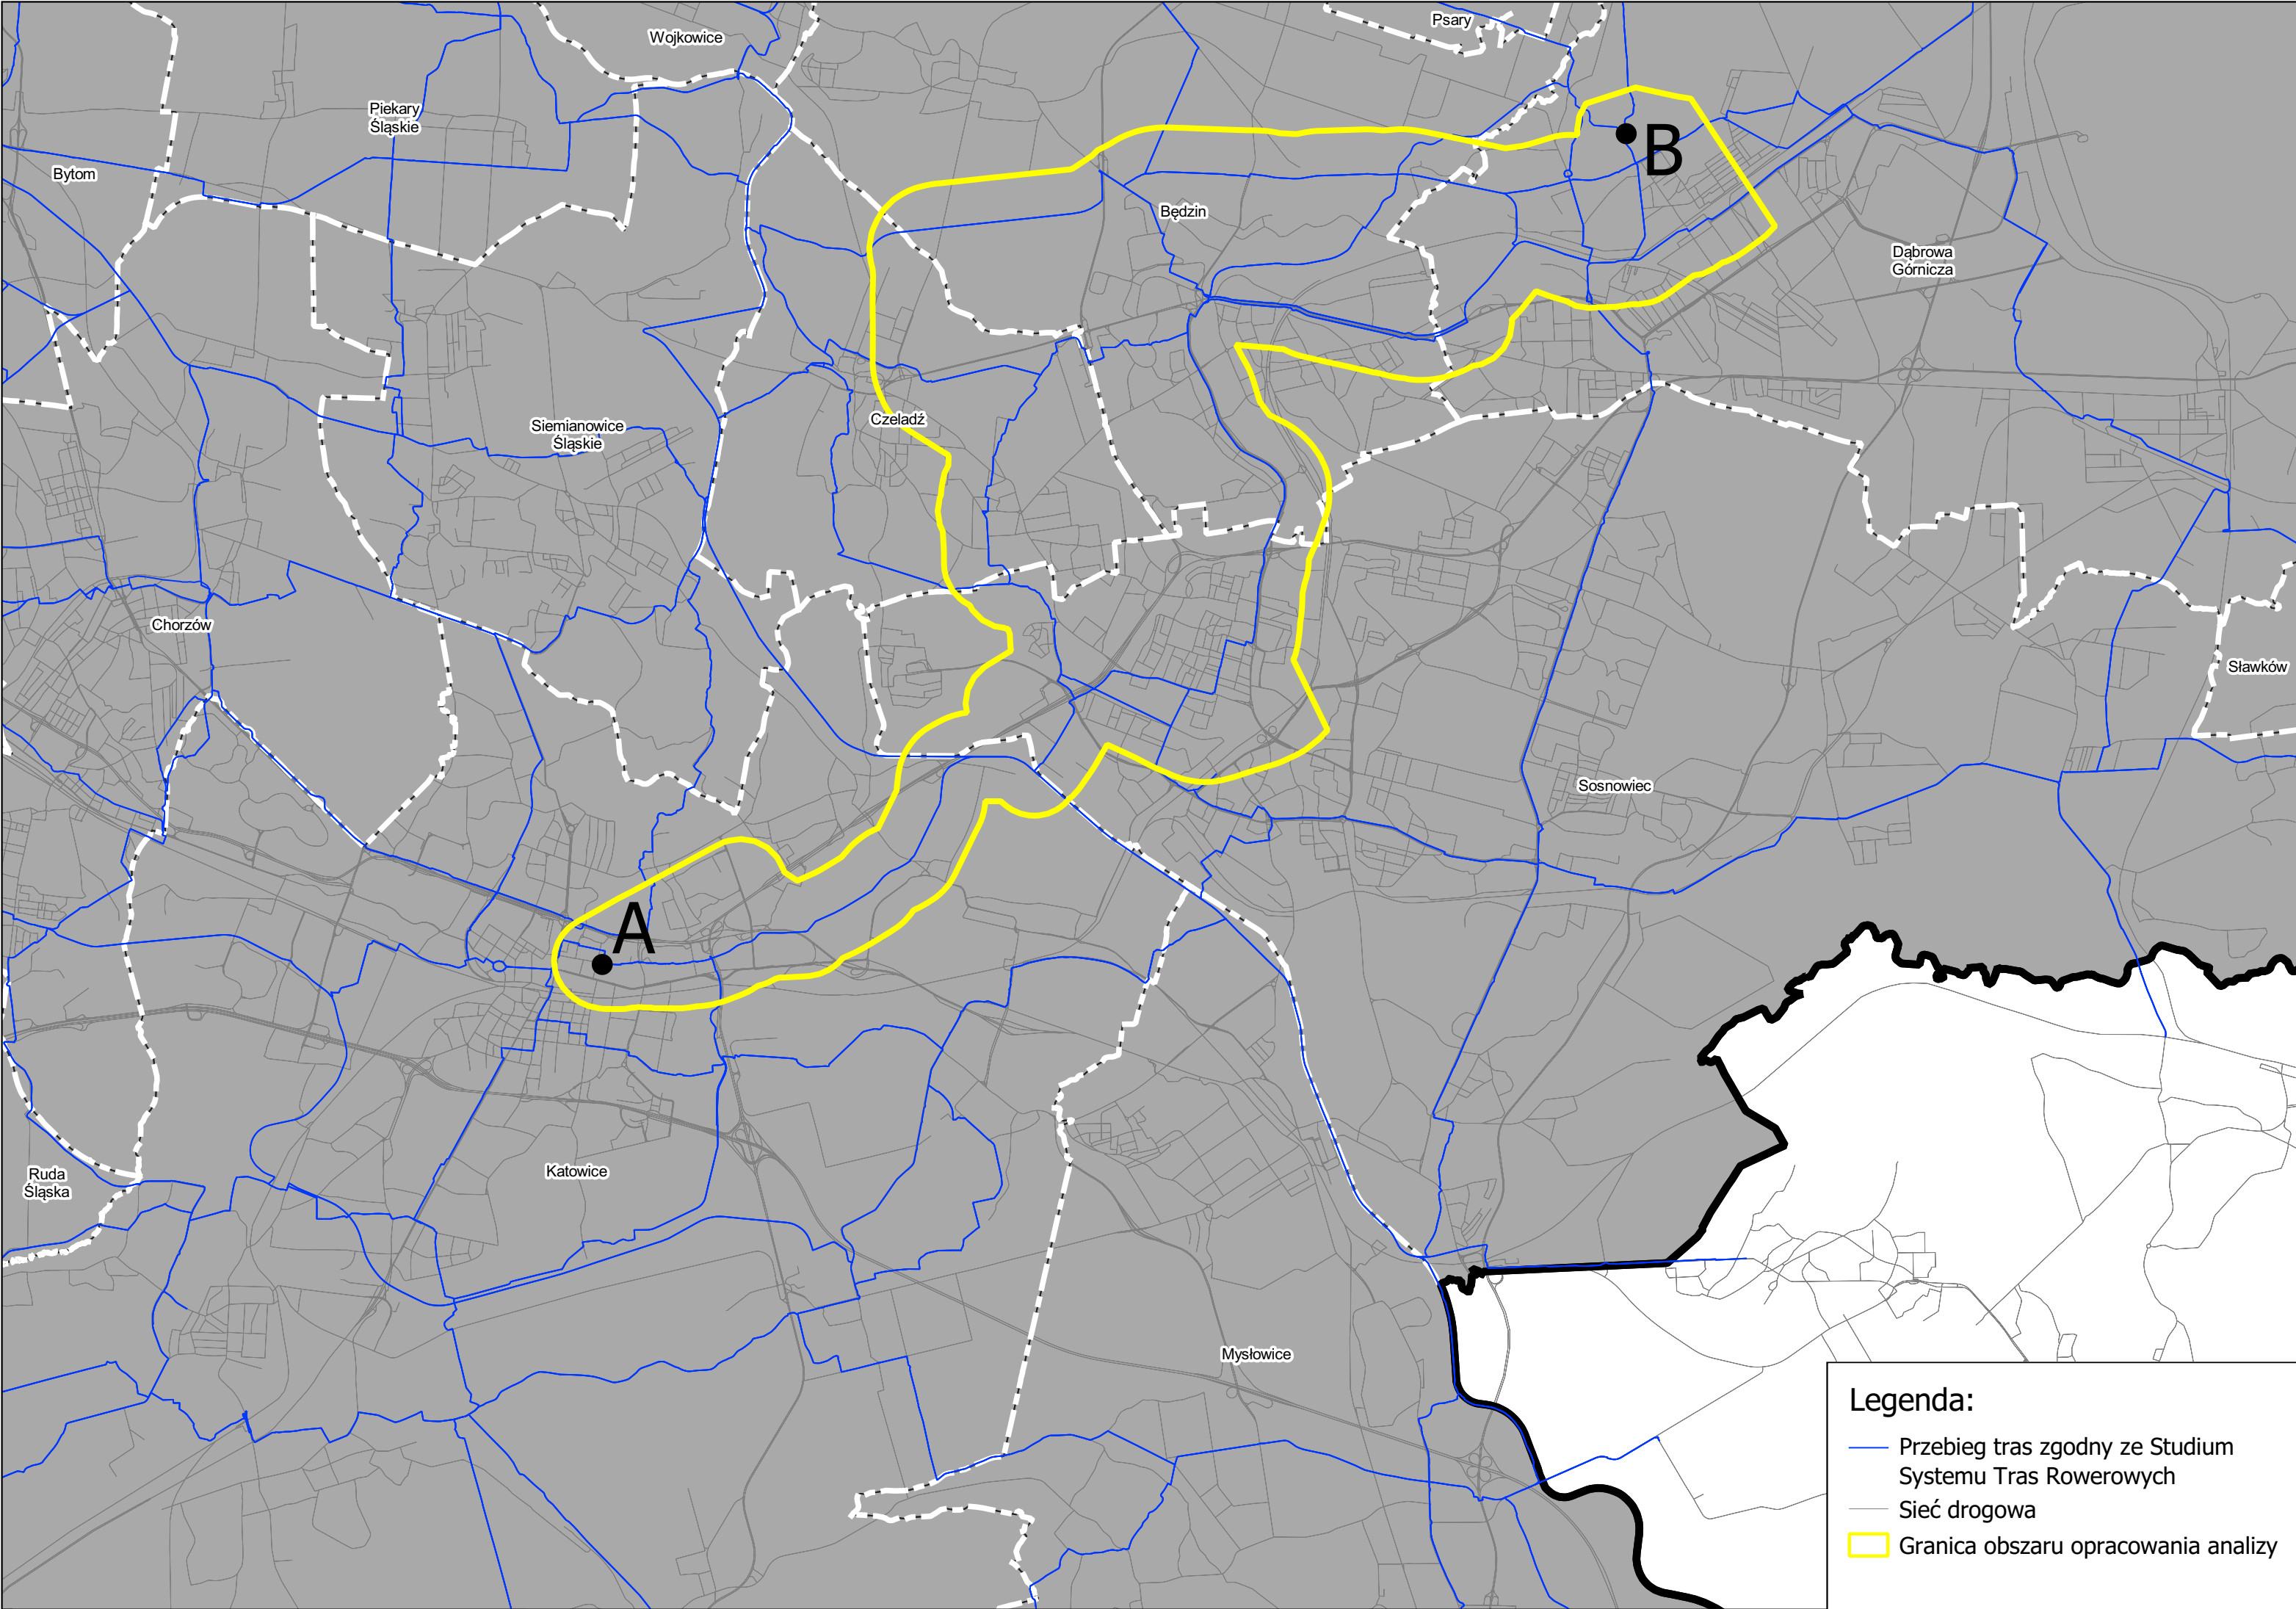 Psary
Wojkowice
Piekary
Śląskie
B
Bytom
Będzin
Dąbrowa
Górnicza
Czeladź
Siemianowice
Śląskie
Chorzów
Sławków
Sosnowiec
A
Katowice
Ruda
Śląska
Mysłowice
Legenda:
Przebieg tras zgodny ze Studium
Systemu Tras Rowerowych
Sieć drogowa
Granica obszaru opracowania analizy